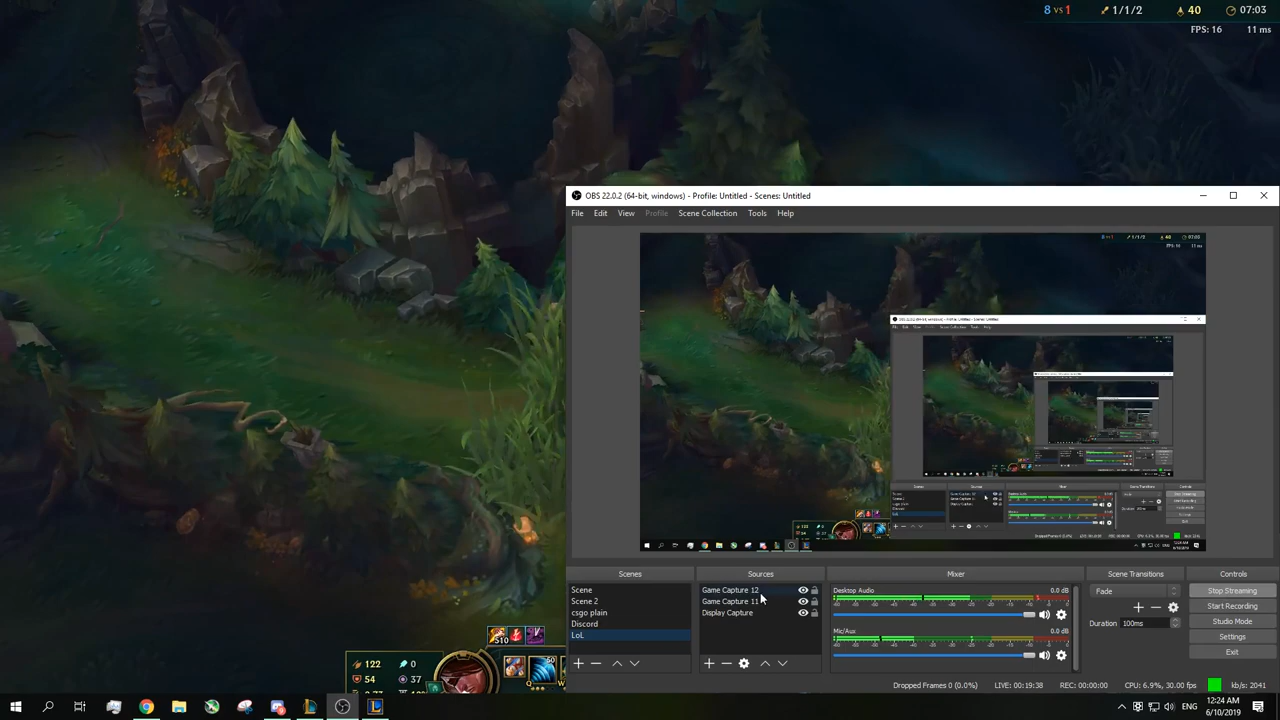 8 vs 1 1/1/2 40 07:03
FPS: 16 11 ms
OBS 22.0.2 (64-bit, windows) - Profile: Untitled - Scenes: Untitled
File Edit View Profile Scene Collection Tools Help
Scenes Sources Mixer Scene Transitions Controls
Scene
Scene 2
csgo plain
Discord
LoL
Game Capture 12
Game Capture 11
Display Capture
Desktop Audio 0.0 dB
Mic/Aux 0.0 dB
Fade
Duration 100ms
Stop Streaming
Start Recording
Studio Mode
Settings
Exit
Dropped Frames 0 (0.0%) LIVE: 00:19:38 REC: 00:00:00 CPU: 6.9%, 30.00 fps kb/s: 2041
510
122 0
54 37
50
ENG 12:24 AM
6/10/2019